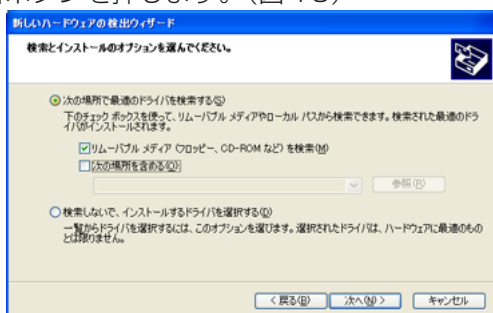 ボタンを押します。(図
新しいハードウェアの検出ウィザード
検索とインストールのオプションを選んでください。
次の場所で最適のドライバを検索する(S)
下のチェック ボックスを使って、リムーバブル メディアやローカル パスから検索できます。検索された最適のドラ
イバがインストールされます。
リムーバブル メディア (フロッピー、CD-ROM など) を検索(M)
次の場所を含める(O):
参照(R)
検索しないで、インストールするドライバを選択する(D)
一覧からドライバを選択するには、このオプションを選びます。選択されたドライバは、ハードウェアに最適のもの
とは限りません。
< 戻る(B)
次へ(N) >
キャンセル